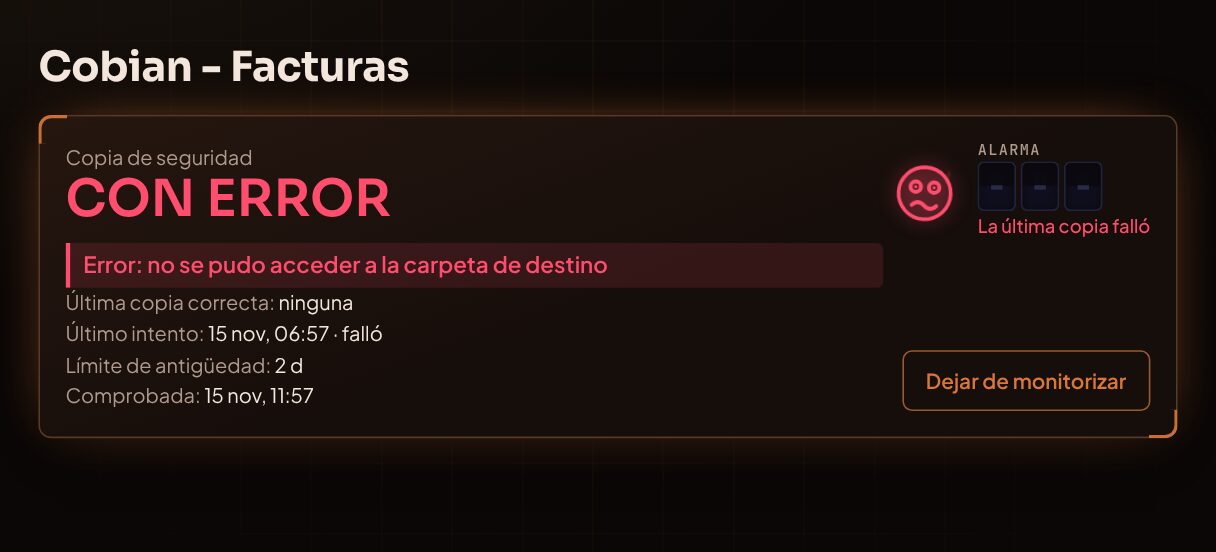 Cobian - Facturas
Copia de seguridad
CON ERROR
ALARMA
- - -
La última copia falló
Error: no se pudo acceder a la carpeta de destino
Última copia correcta: ninguna
Último intento: 15 nov, 06:57 · falló
Límite de antigüedad: 2 d
Comprobada: 15 nov, 11:57
Dejar de monitorizar